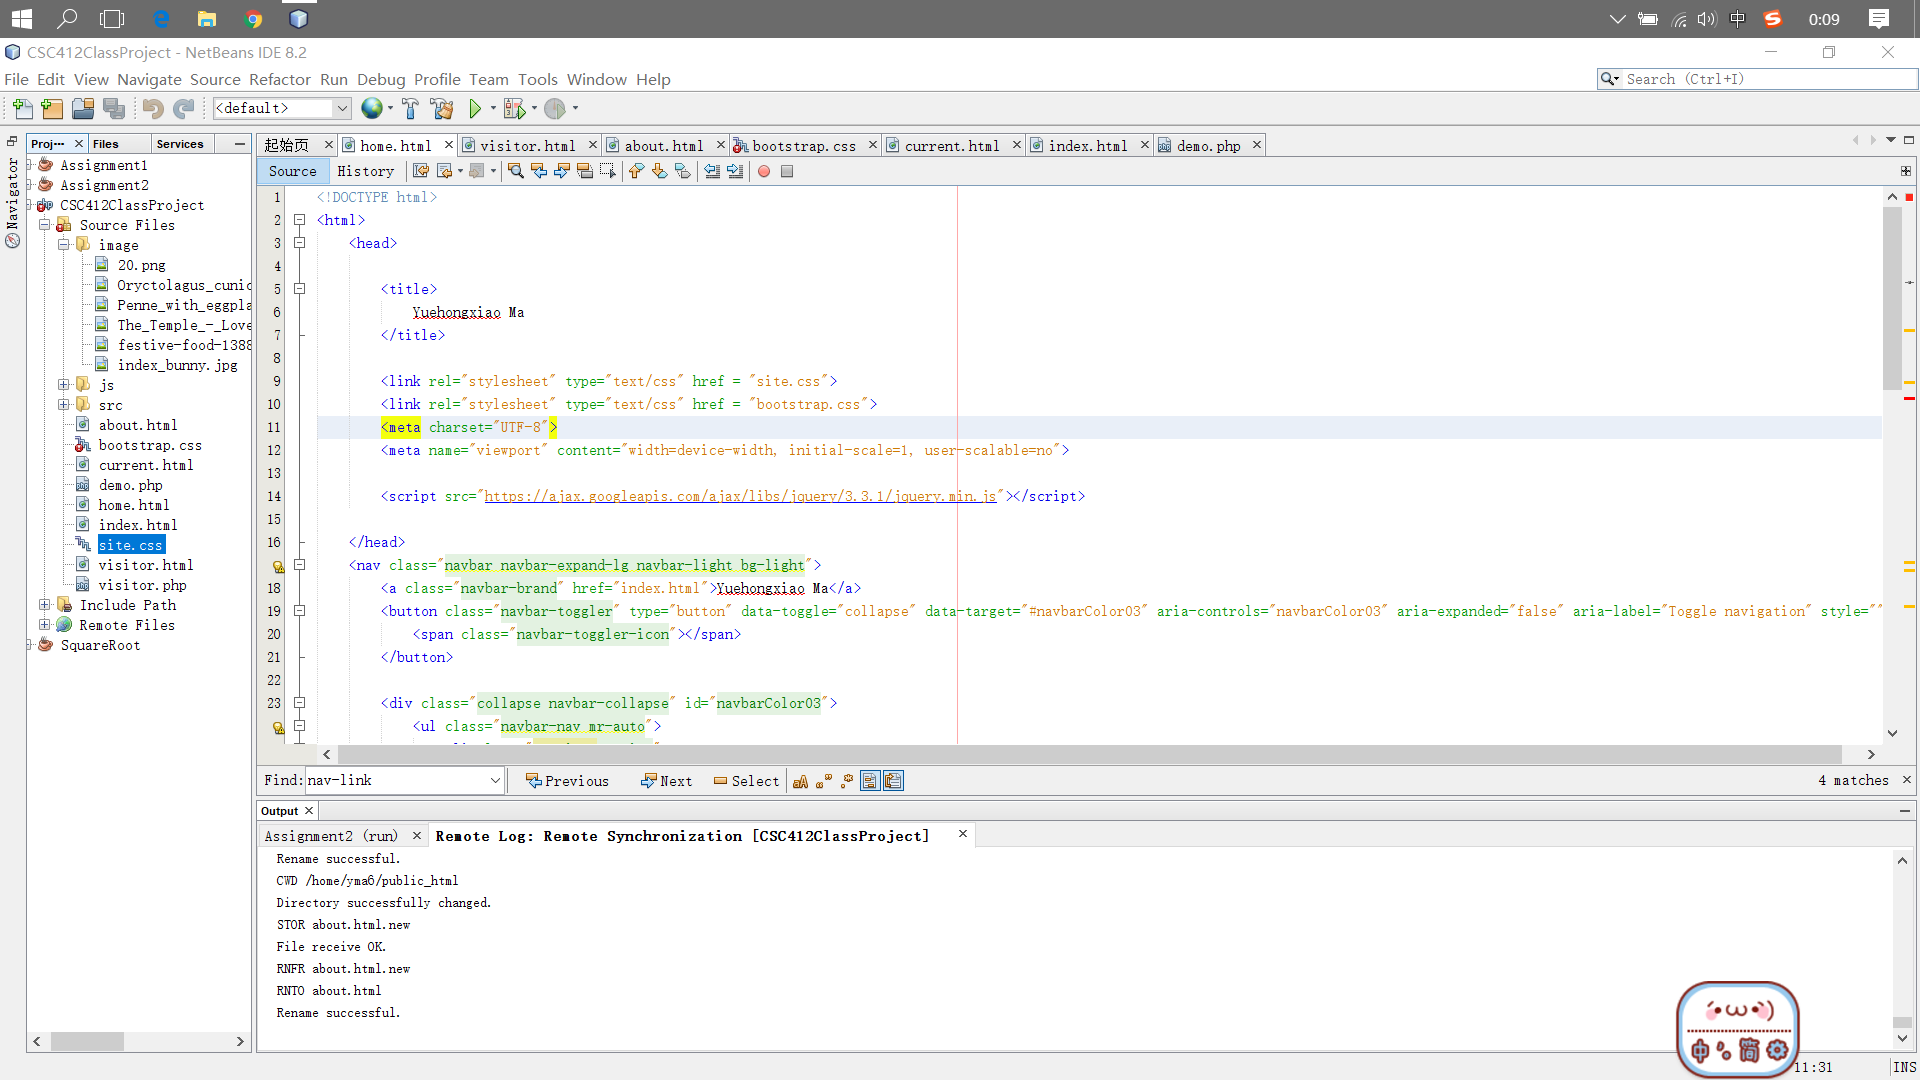 0:09
中
CSC412ClassProject - NetBeans IDE 8.2
File Edit View Navigate Source Refactor Run Debug Profile Team Tools Window Help
Search (Ctrl+I)
<default>
Proj... Files Services
起始页 home.html visitor.html about.html bootstrap.css current.html index.html demo.php
Source History
Navigator
Assignment1
Assignment2
CSC412ClassProject
Source Files
image
20.png
Oryctolagus_cunic
Penne_with_eggpla
The_Temple_-_Love
festive-food-1388
index_bunny.jpg
js
src
about.html
bootstrap.css
current.html
demo.php
home.html
index.html
site.css
visitor.html
visitor.php
Include Path
Remote Files
SquareRoot
1 <!DOCTYPE html>
2 <html>
3 <head>
4
5 <title>
6 Yuehongxiao Ma
7 </title>
8
9 <link rel="stylesheet" type="text/css" href = "site.css">
10 <link rel="stylesheet" type="text/css" href = "bootstrap.css">
11 <meta charset="UTF-8">
12 <meta name="viewport" content="width=device-width, initial-scale=1, user-scalable=no">
13
14 <script src="https://ajax.googleapis.com/ajax/libs/jquery/3.3.1/jquery.min.js"></script>
15
16 </head>
<nav class="navbar navbar-expand-lg navbar-light bg-light">
18 <a class="navbar-brand" href="index.html">Yuehongxiao Ma</a>
19 <button class="navbar-toggler" type="button" data-toggle="collapse" data-target="#navbarColor03" aria-controls="navbarColor03" aria-expanded="false" aria-label="Toggle navigation" style=""
20 <span class="navbar-toggler-icon"></span>
21 </button>
22
23 <div class="collapse navbar-collapse" id="navbarColor03">
<ul class="navbar-nav mr-auto">
Find: nav-link Previous Next Select 4 matches
Output
Assignment2 (run) Remote Log: Remote Synchronization [CSC412ClassProject]
Rename successful.
CWD /home/yma6/public_html
Directory successfully changed.
STOR about.html.new
File receive OK.
RNFR about.html.new
RNTO about.html
Rename successful.
中 简
11:31 INS